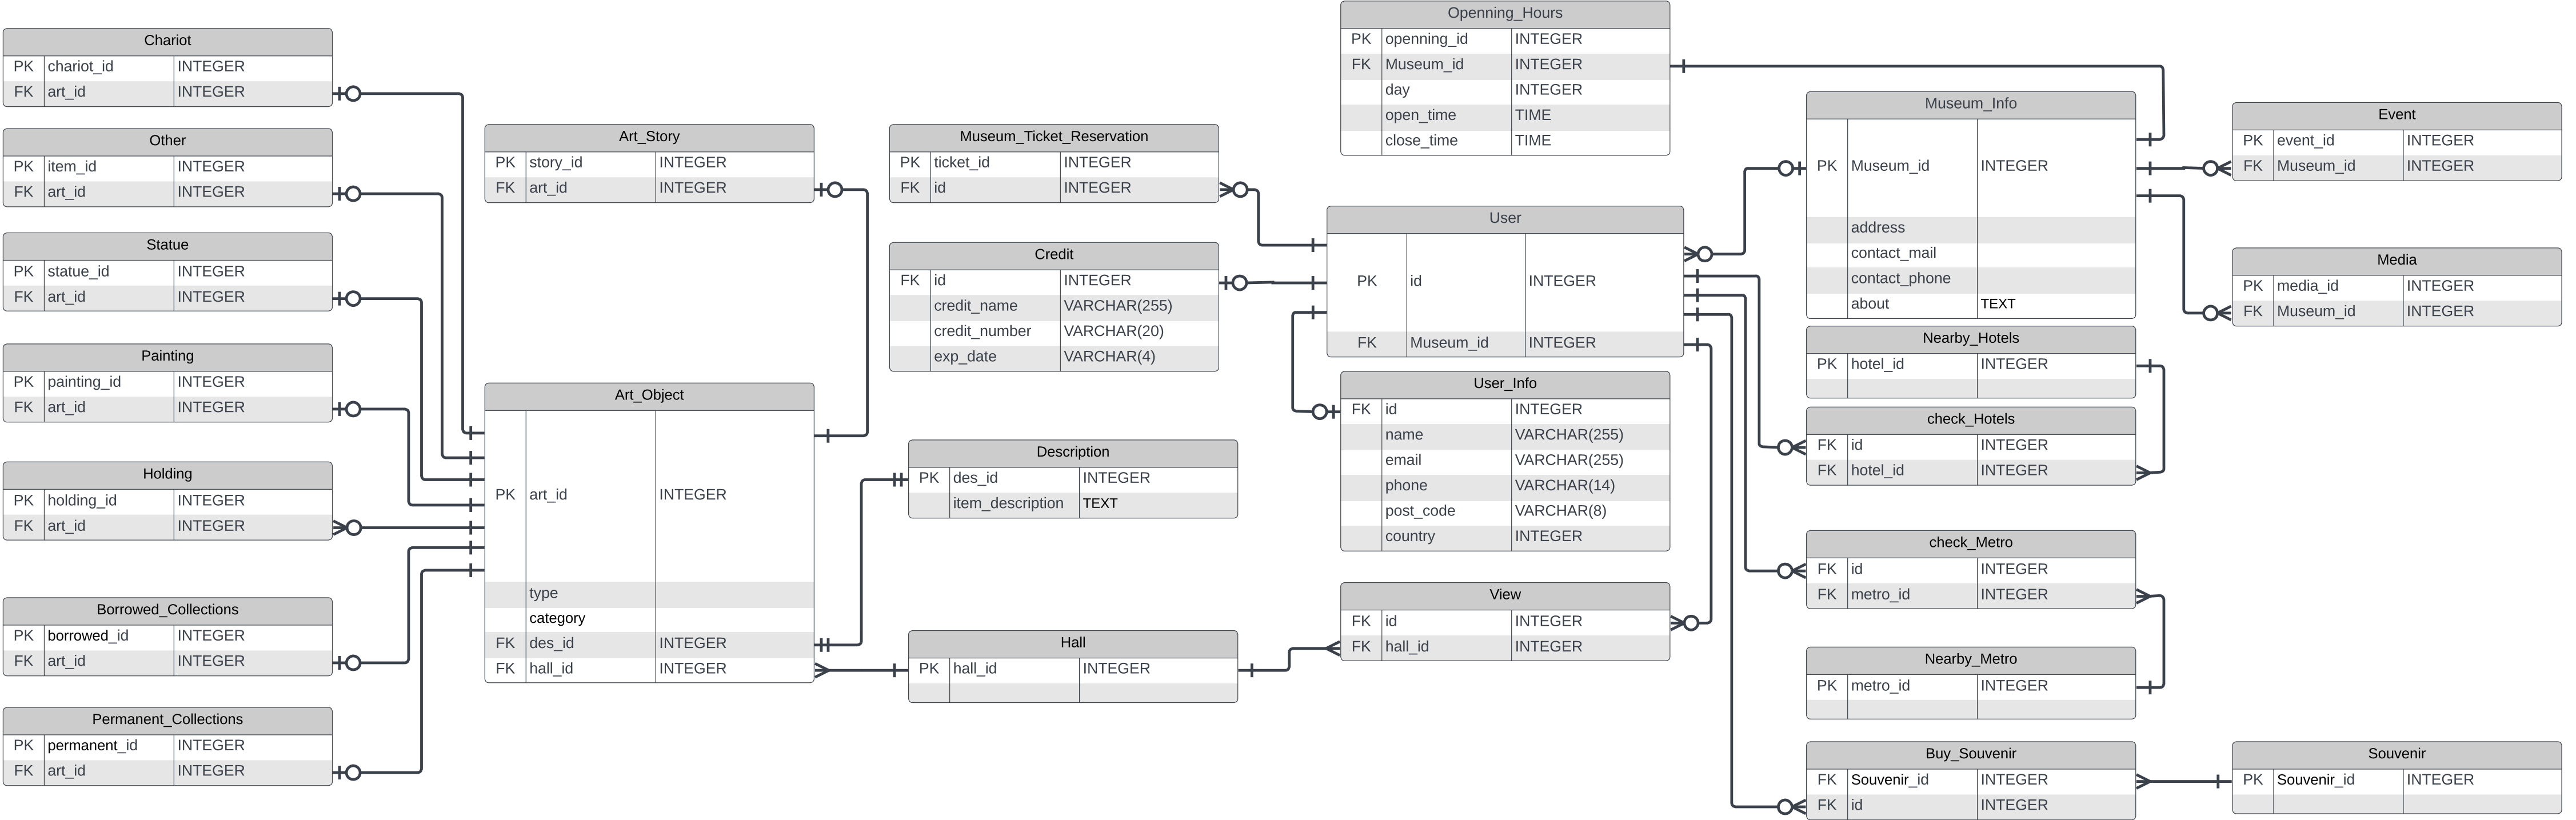 Chariot
PK chariot_id INTEGER
FK art_id INTEGER
Other
PK item_id INTEGER
FK art_id INTEGER
Statue
PK statue_id INTEGER
FK art_id INTEGER
Painting
PK painting_id INTEGER
FK art_id INTEGER
Holding
PK holding_id INTEGER
FK art_id INTEGER
Borrowed_Collections
PK borrowed_id INTEGER
FK art_id INTEGER
Permanent_Collections
PK permanent_id INTEGER
FK art_id INTEGER
Art_Story
PK story_id INTEGER
FK art_id INTEGER
Art_Object
PK art_id INTEGER
type
category
FK des_id INTEGER
FK hall_id INTEGER
Museum_Ticket_Reservation
PK ticket_id INTEGER
FK id INTEGER
Credit
FK id INTEGER
credit_name VARCHAR(255)
credit_number VARCHAR(20)
exp_date VARCHAR(4)
Description
PK des_id INTEGER
item_description TEXT
Hall
PK hall_id INTEGER
Openning_Hours
PK openning_id INTEGER
FK Museum_id INTEGER
day INTEGER
open_time TIME
close_time TIME
User
PK id INTEGER
FK Museum_id INTEGER
User_Info
FK id INTEGER
name VARCHAR(255)
email VARCHAR(255)
phone VARCHAR(14)
post_code VARCHAR(8)
country INTEGER
View
FK id INTEGER
FK hall_id INTEGER
Museum_Info
PK Museum_id INTEGER
address
contact_mail
contact_phone
about TEXT
Nearby_Hotels
PK hotel_id INTEGER
check_Hotels
FK id INTEGER
FK hotel_id INTEGER
check_Metro
FK id INTEGER
FK metro_id INTEGER
Nearby_Metro
PK metro_id INTEGER
Buy_Souvenir
FK Souvenir_id INTEGER
FK id INTEGER
Event
PK event_id INTEGER
FK Museum_id INTEGER
Media
PK media_id INTEGER
FK Museum_id INTEGER
Souvenir
PK Souvenir_id INTEGER